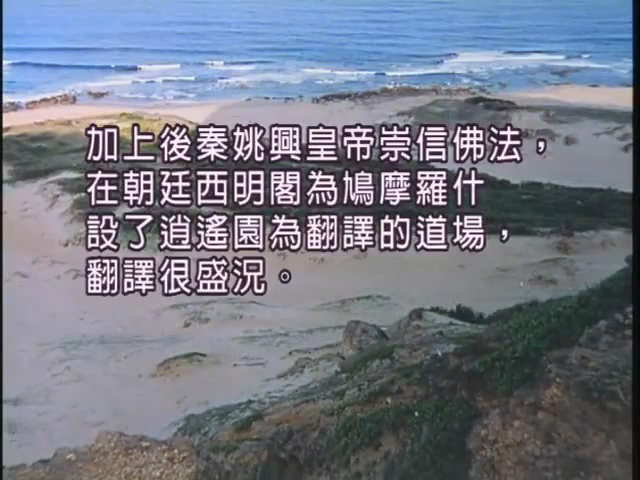 加上後秦姚興皇帝崇信佛法，
在朝廷西明閣為鳩摩羅什
設了逍遙園為翻譯的道場，
翻譯很盛況。